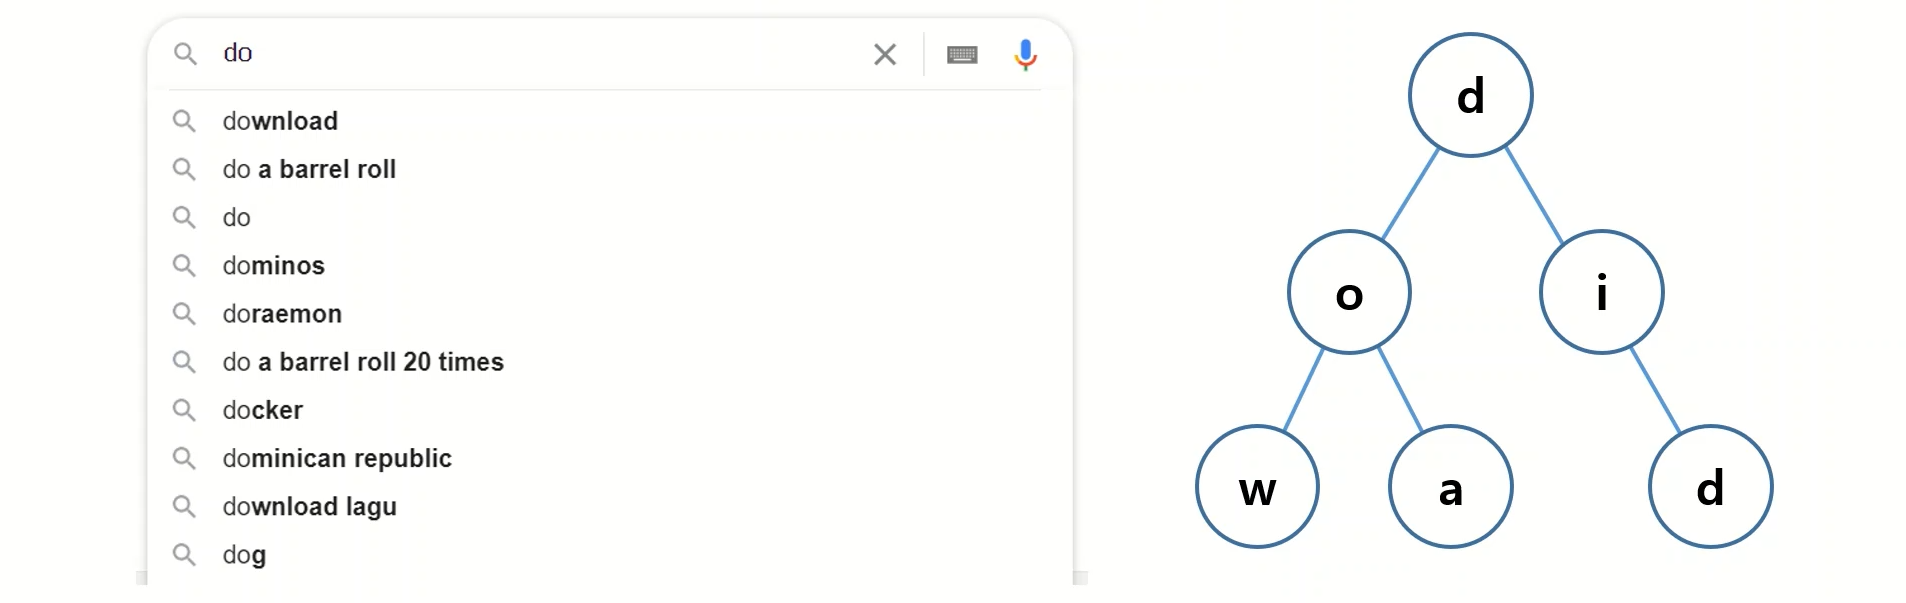 do
download
do a barrel roll
do
dominos
doraemon
do a barrel roll 20 times
docker
dominican republic
download lagu
dog
d
o
i
w
a
d